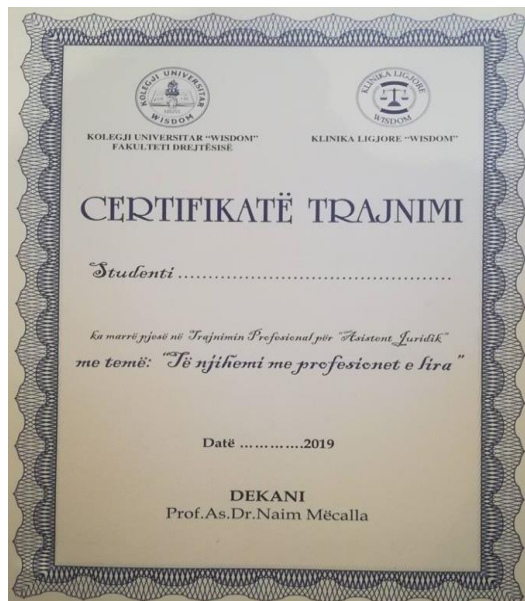 KOLEGJI UNIVERSITAR
WISDOM
KLINIKA LIGJORE
WISDOM
KOLEGJI UNIVERSITAR “WISDOM”
FAKULTETI DREJTËSISË
KLINIKA LIGJORE “WISDOM”
CERTIFIKATË TRAJNIMI
Studenti ............................................
ka marrë pjesë në Trajnimin Profesional për “Asistent Juridik”
me temë: “Të njihemi me profesionet e lira”
Datë ............2019
DEKANI
Prof.As.Dr.Naim Mëcalla